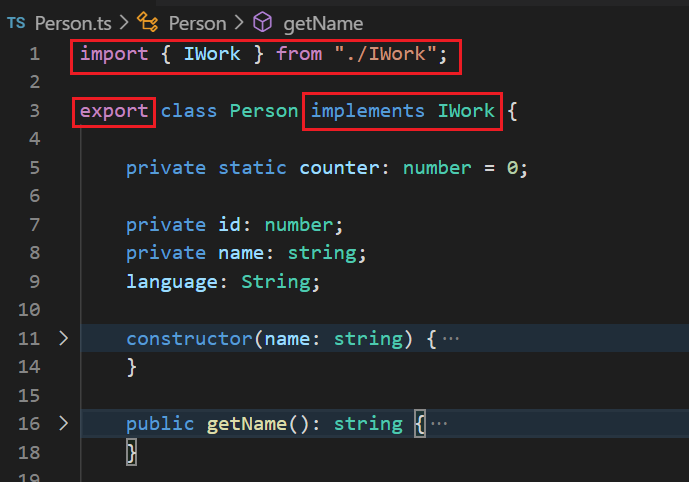 TS Person.ts > Person > getName
1 import { IWork } from "./IWork";
2
3 export class Person implements IWork {
4
5 private static counter: number = 0;
6
7 private id: number;
8 private name: string;
9 language: String;
10
11 > constructor(name: string) {···
14 }
15
16 > public getName(): string {···
18 }
19